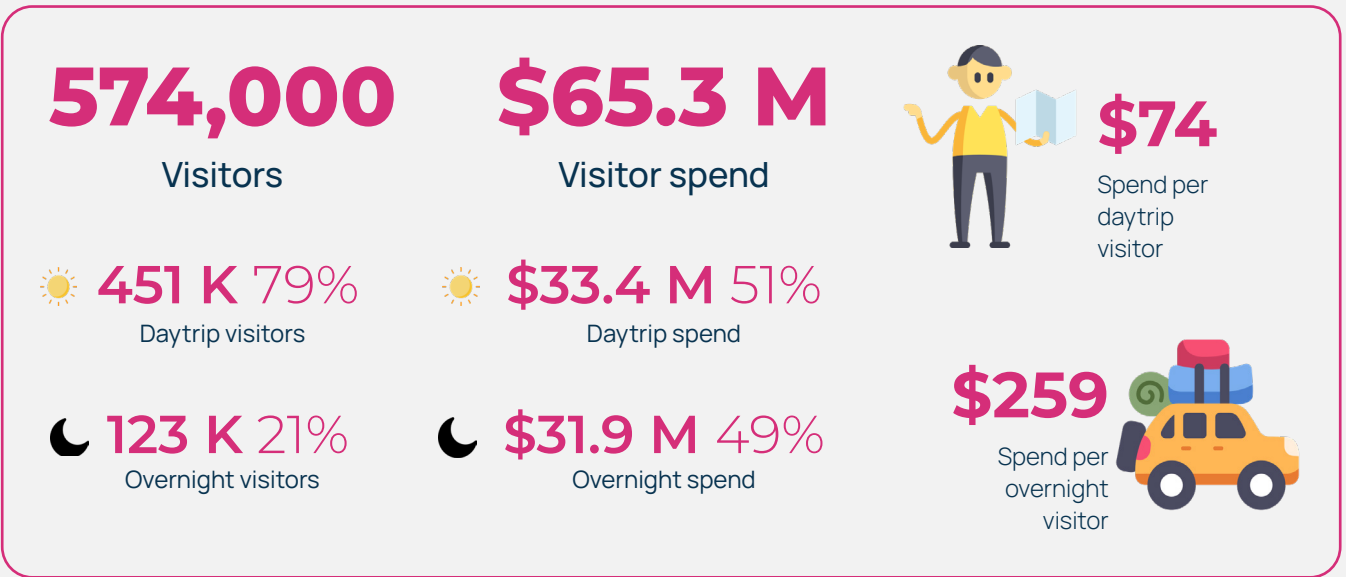 574,000
Visitors
$65.3 M
Visitor spend
$74
Spend per
daytrip
visitor
451 K 79%
Daytrip visitors
$33.4 M 51%
Daytrip spend
123 K 21%
Overnight visitors
$31.9 M 49%
Overnight spend
$259
Spend per
overnight
visitor